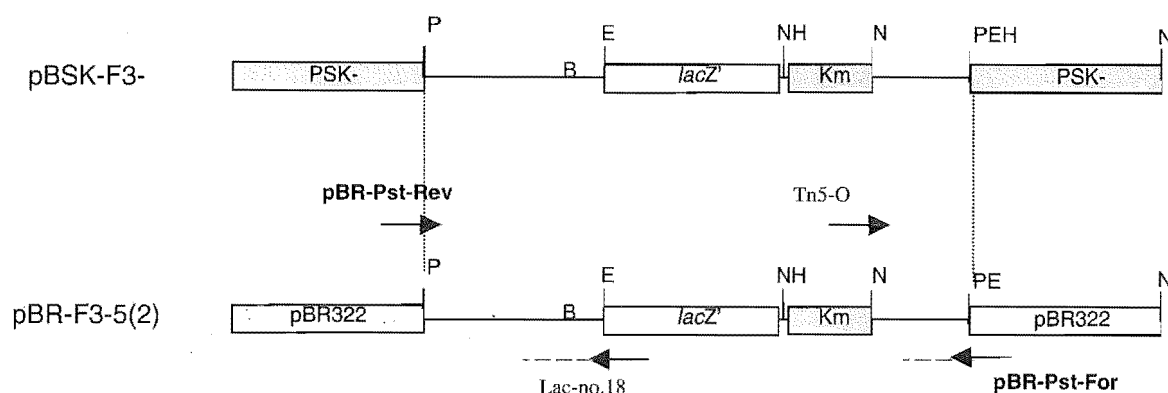 P E NH N PEH N
pBSK-F3- PSK- B lacZ' Km PSK-
pBR-Pst-Rev Tn5-O
P E NH N PE N
pBR-F3-5(2) pBR322 B lacZ' Km pBR322
Lac-no.18 pBR-Pst-For